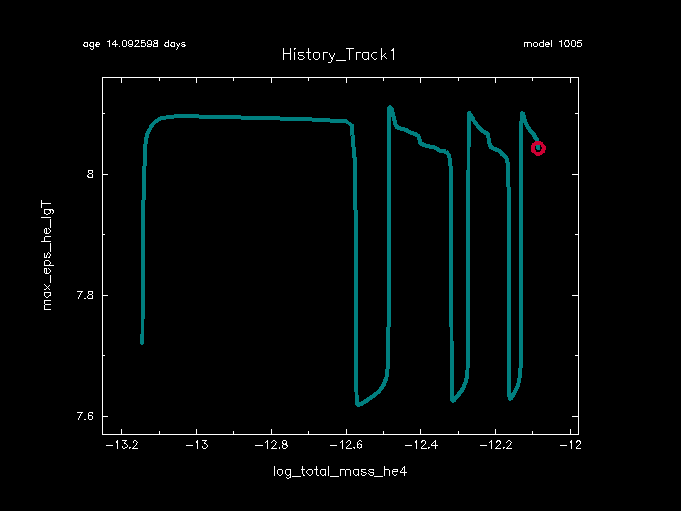 age 14.092598 days
model 1005
History_Track1
8
7.8
7.6
max_eps_he_lgT
-13.2
-13
-12.8
-12.6
-12.4
-12.2
-12
log_total_mass_he4